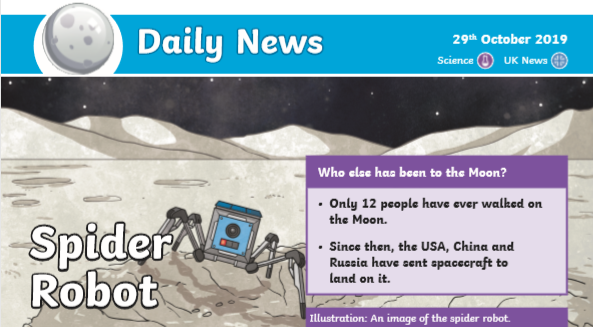 Daily News
29th October 2019
Science UK News
Who else has been to the Moon?
• Only 12 people have ever walked on
the Moon.
• Since then, the USA, China and
Russia have sent spacecraft to
land on it.
Spider
Robot
Illustration: An image of the spider robot.